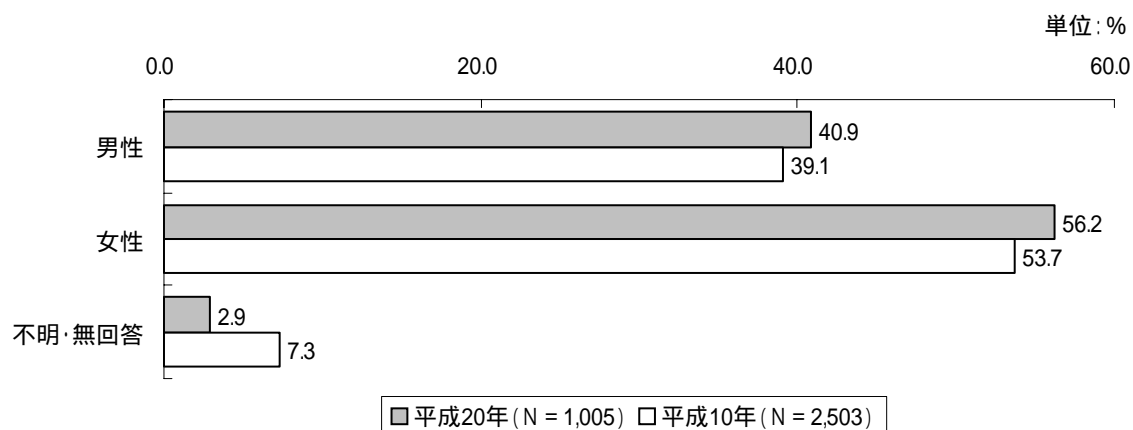 単位:%
0.0 20.0 40.0 60.0
男性
40.9
39.1
女性
56.2
53.7
不明・無回答
2.9
7.3
平成20年(N = 1,005) 平成10年(N = 2,503)